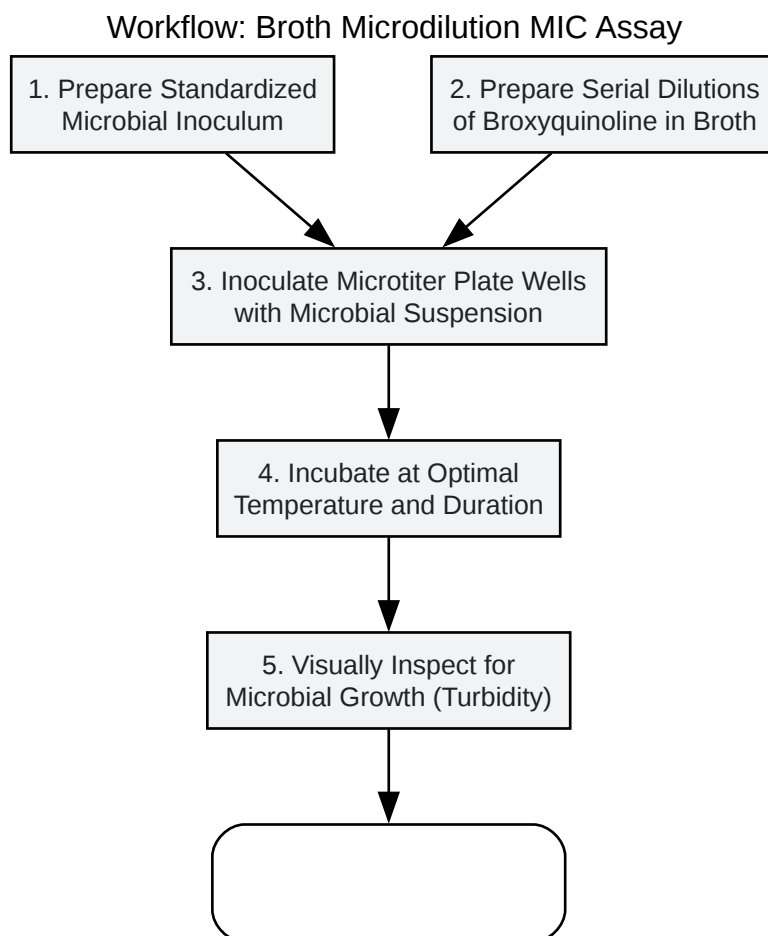 Workflow: Broth Microdilution MIC Assay
1. Prepare Standardized
Microbial Inoculum
2. Prepare Serial Dilutions
of Broxyquinoline in Broth
3. Inoculate Microtiter Plate Wells
with Microbial Suspension
4. Incubate at Optimal
Temperature and Duration
5. Visually Inspect for
Microbial Growth (Turbidity)